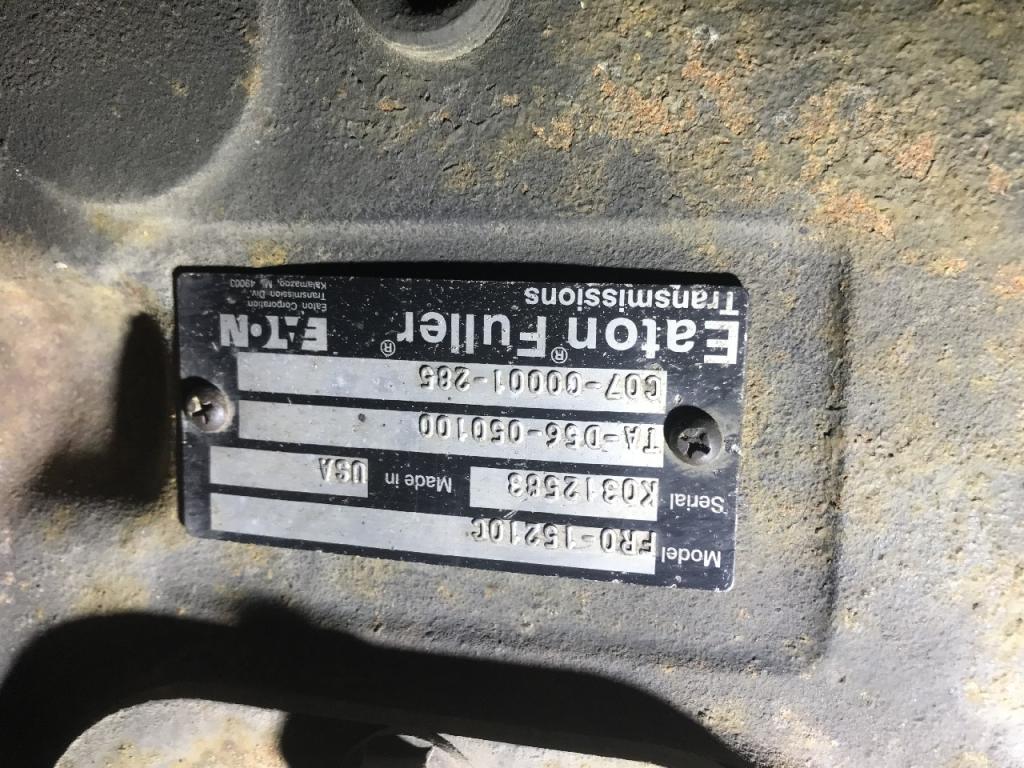 Model FRO-15210C
Serial K0312583 Made in USA
TA-D56-050100
C07-00001-285
Eaton® Fuller®
Transmissions
EATON
Eaton Corporation
Transmission Div.
Kalamazoo, MI. 49003